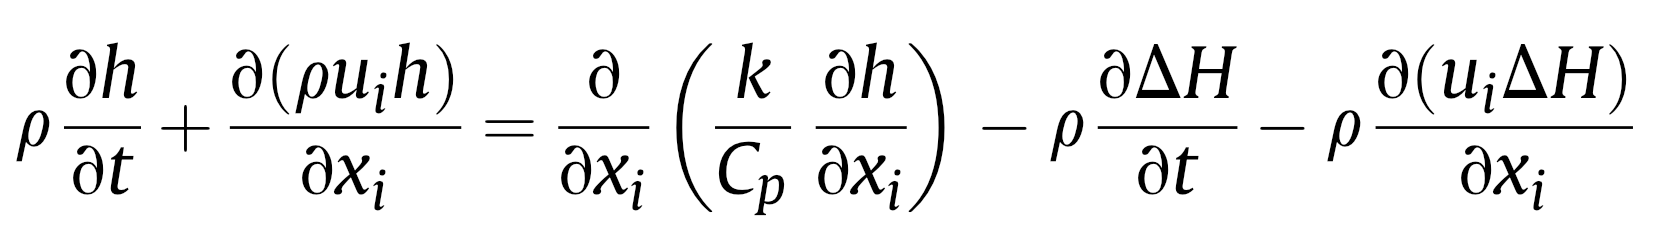 ρ ∂h/∂t + ∂(ρu_i h)/∂x_i = ∂/∂x_i (k/C_p ∂h/∂x_i) − ρ ∂ΔH/∂t − ρ ∂(u_i ΔH)/∂x_i